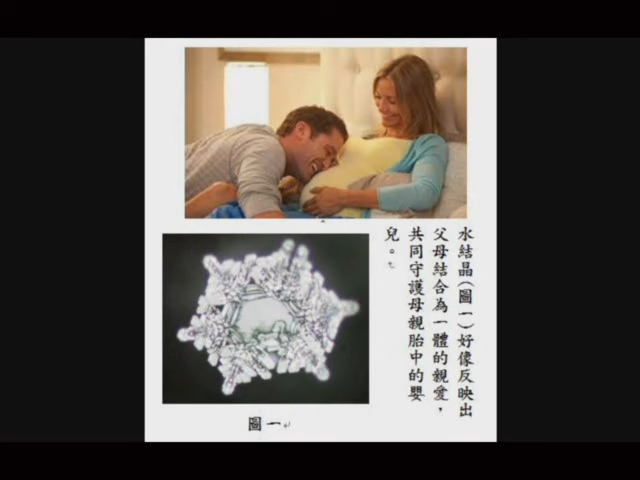 水結晶(圖一)好像反映出
父母結合為一體的親愛，
共同守護母親胎中的嬰
兒。
圖一